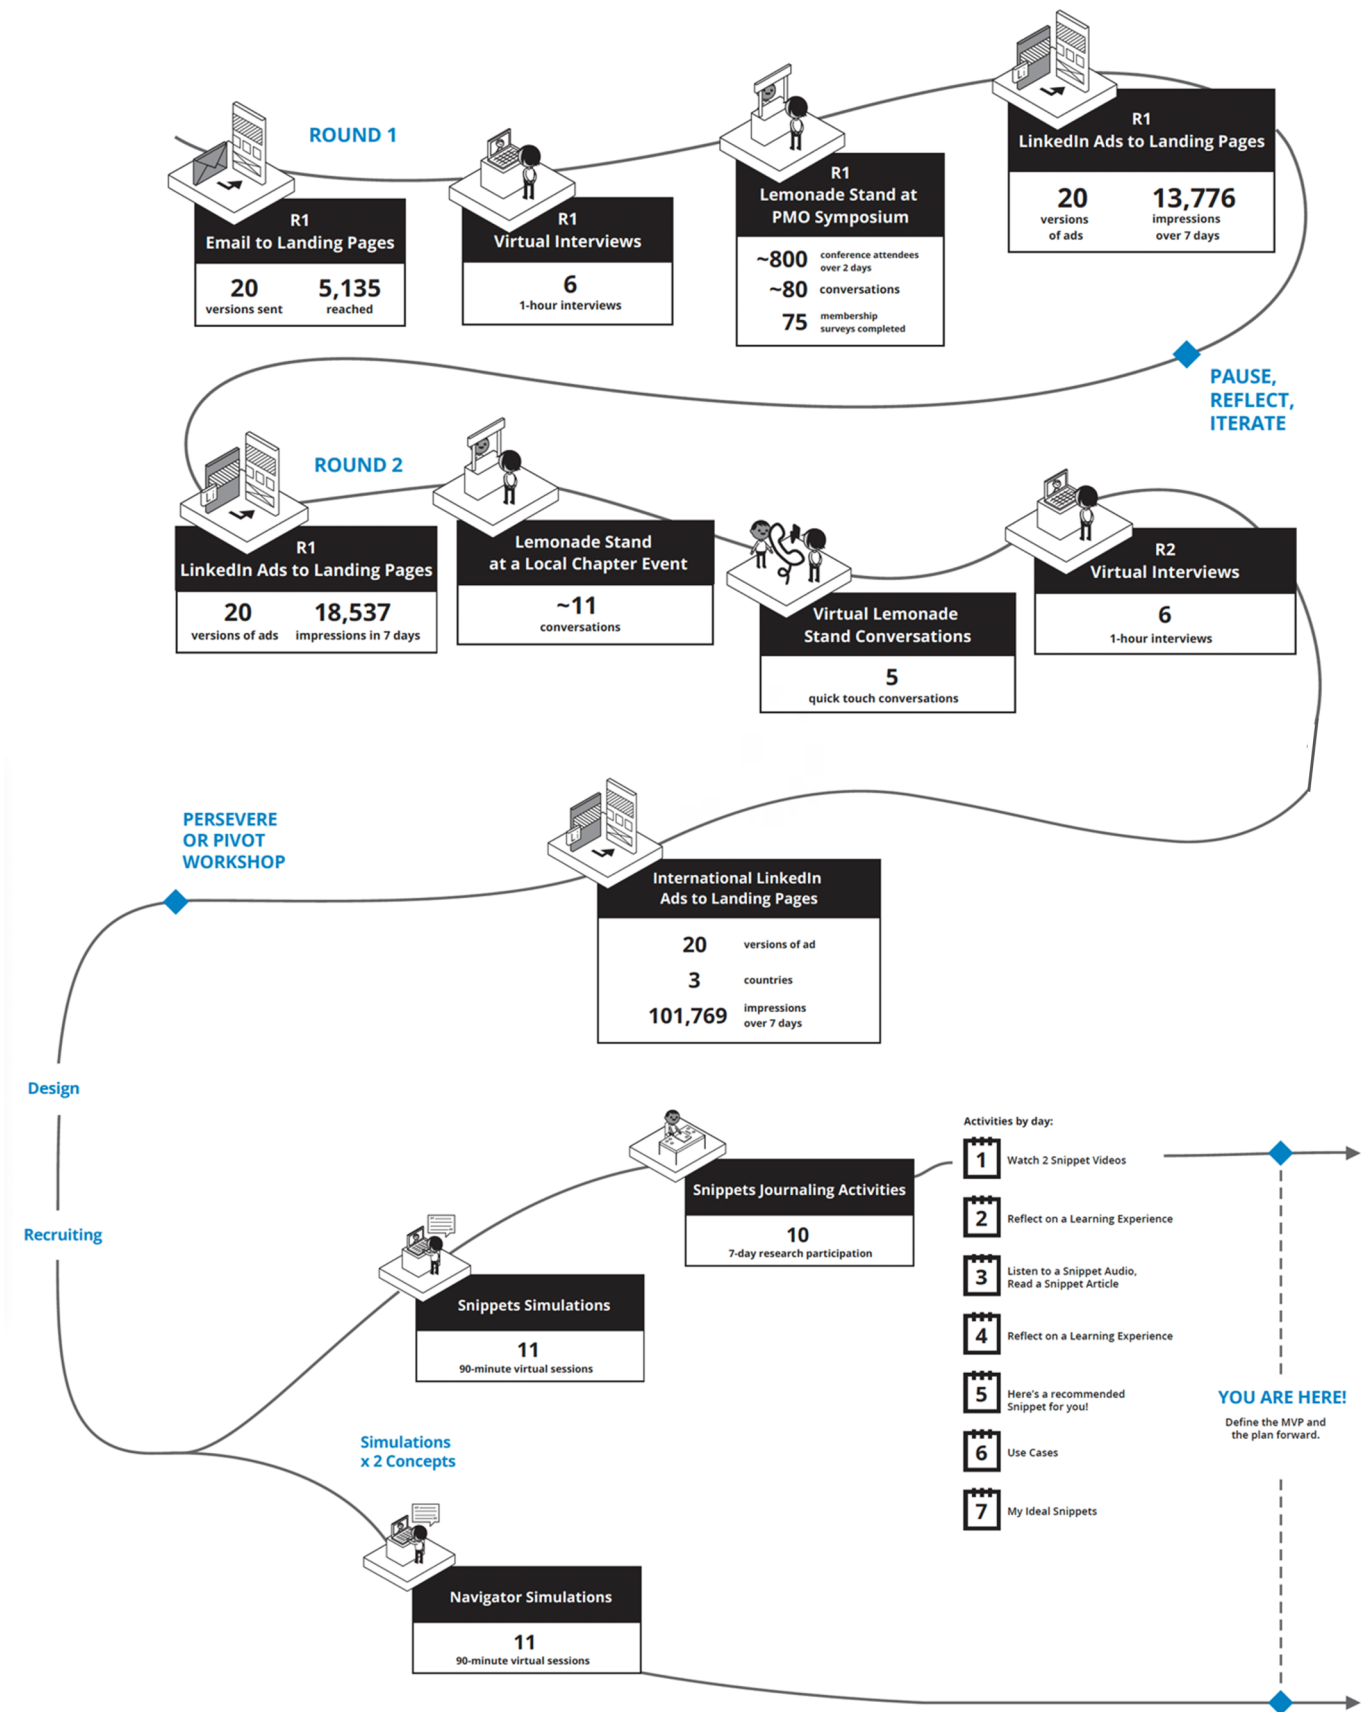 ROUND 1
R1
Email to Landing Pages
20
versions sent
5,135
reached
R1
Virtual Interviews
6
1-hour interviews
R1
Lemonade Stand at
PMO Symposium
~800
conference attendees
over 2 days
~80
conversations
75
membership
surveys completed
R1
LinkedIn Ads to Landing Pages
20
versions
of ads
13,776
impressions
over 7 days
PAUSE,
REFLECT,
ITERATE
ROUND 2
R1
LinkedIn Ads to Landing Pages
20
versions of ads
18,537
impressions in 7 days
Lemonade Stand
at a Local Chapter Event
~11
conversations
Virtual Lemonade
Stand Conversations
5
quick touch conversations
R2
Virtual Interviews
6
1-hour interviews
International LinkedIn
Ads to Landing Pages
20
versions of ad
3
countries
101,769
impressions
over 7 days
PERSEVERE
OR PIVOT
WORKSHOP
Design
Recruiting
Simulations
x 2 Concepts
Snippets Simulations
11
90-minute virtual sessions
Snippets Journaling Activities
10
7-day research participation
Activities by day:
1 Watch 2 Snippet Videos
2 Reflect on a Learning Experience
3 Listen to a Snippet Audio,
Read a Snippet Article
4 Reflect on a Learning Experience
5 Here's a recommended
Snippet for you!
6 Use Cases
7 My Ideal Snippets
Navigator Simulations
11
90-minute virtual sessions
YOU ARE HERE!
Define the MVP and
the plan forward.